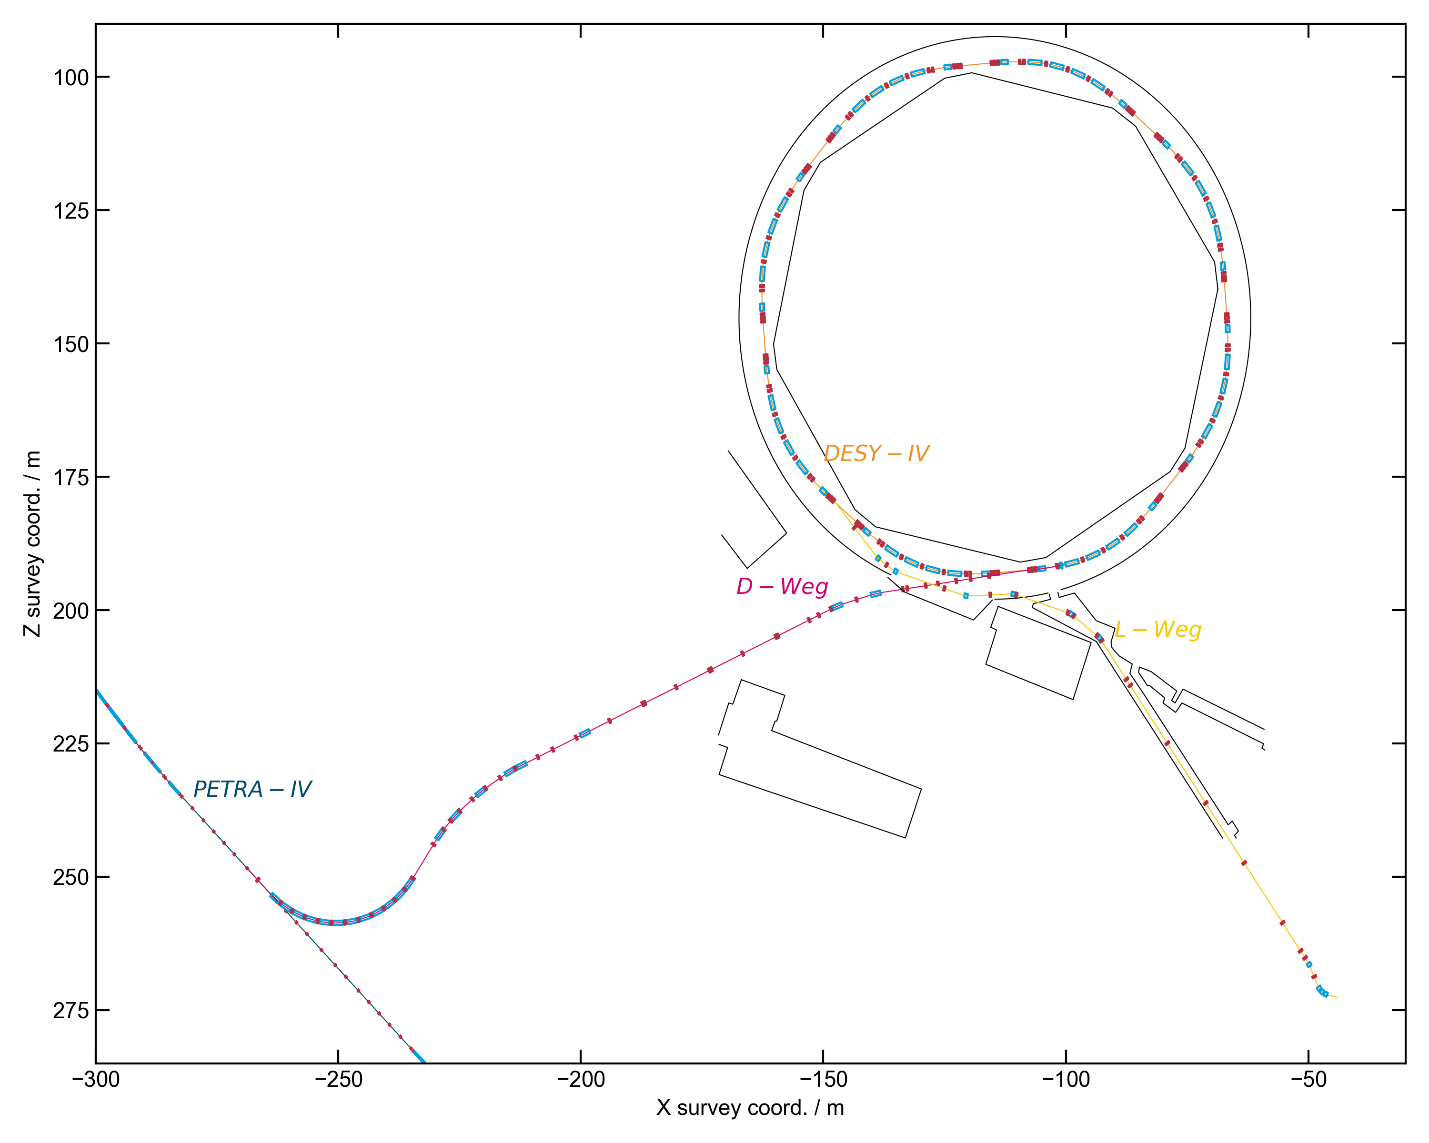 100
125
150
175
200
225
250
275
Z survey coord. / m
DESY – IV
D – Weg
L – Weg
PETRA – IV
−300
−250
−200
−150
−100
−50
X survey coord. / m